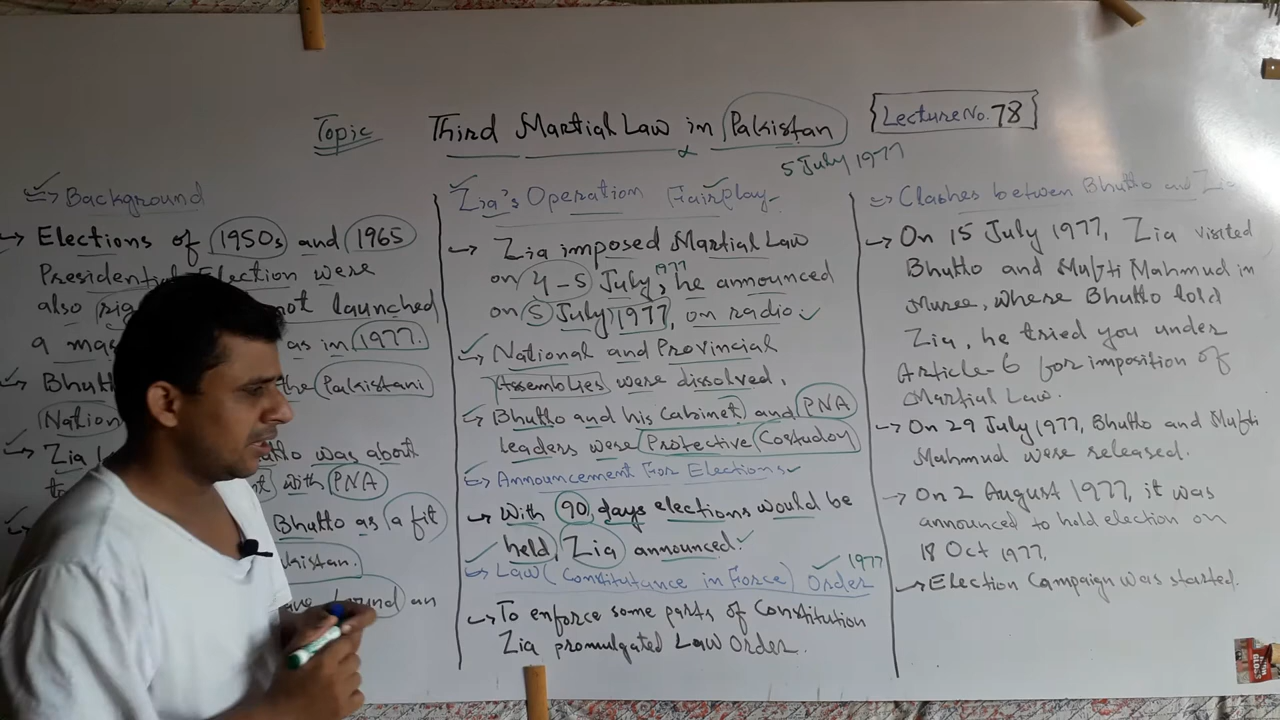 Topic Third Martial Law in Pakistan
Lecture No. 78
5 July 1977
Background
Elections of 1950s and 1965
Presidential Election were
also not launched
a as in 1977.
the Pakistani
Nation
Zia was about
with PNA
Bhutto as a fit
an
Zia's Operation Fairplay-
Zia imposed Martial Law
on 4-5 July, 1977 he announced
on 5 July 1977, on radio.
National and Provincial
Assemblies were dissolved.
Bhutto and his Cabinet and PNA
leaders were Protective Costudoy
Announcement For Elections
With 90 days elections would be
held, Zia announced.
Law (Constitutance in Force) Order 1977
To enforce some parts of Constitution
Zia promulgated Law Order.
Clashes between Bhutto and Zia
On 15 July 1977, Zia visited
Bhutto and Mufti Mahmud in
Muree, where Bhutto told
Zia, he tried you under
Article-6 for imposition of
Martial Law.
On 29 July 1977, Bhutto and Mufti
Mahmud were released.
On 2 August 1977, it was
announced to hold election on
18 Oct 1977.
Election Campaign was started.